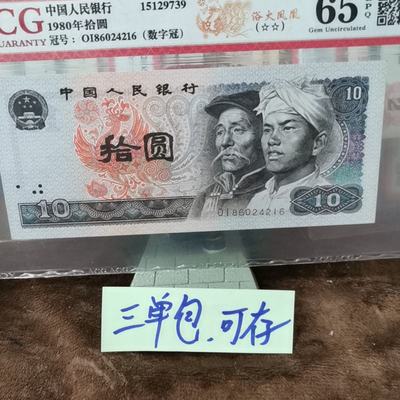 CG 中国人民银行 15129739 浴火凤凰 65 E P Q
GUARANTY 1980年拾圆 (☆☆) Gem Uncirculated
冠号：OI86024216（数字冠）
中国人民银行 10
拾圆
OI86024216
10 10
三单包.可存